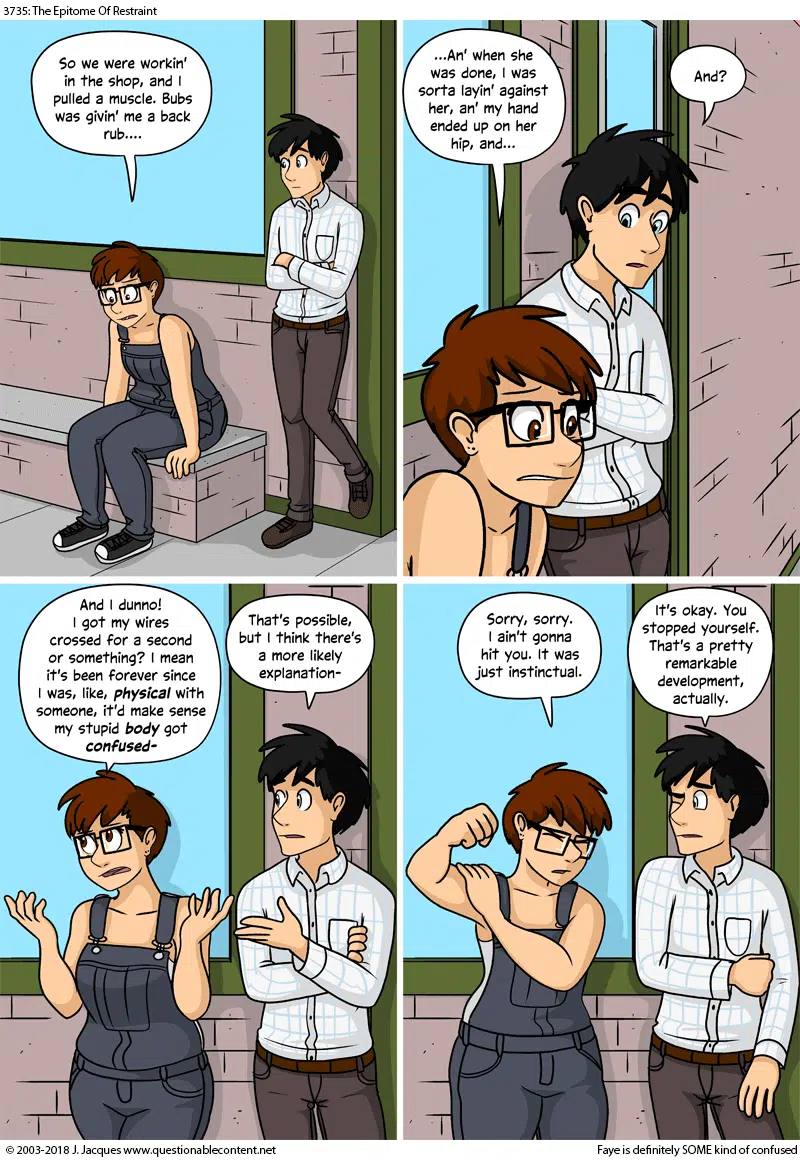 3735: The Epitome Of Restraint
So we were workin'
in the shop, and I
pulled a muscle. Bubs
was givin' me a back
rub....
...An' when she
was done, I was
sorta layin' against
her, an' my hand
ended up on her
hip, and...
And?
And I dunno!
I got my wires
crossed for a second
or something? I mean
it's been forever since
I was, like, physical with
someone, it'd make sense
my stupid body got
confused-
That's possible,
but I think there's
a more likely
explanation-
Sorry, sorry.
I ain't gonna
hit you. It was
just instinctual.
It's okay. You
stopped yourself.
That's a pretty
remarkable
development,
actually.
© 2003-2018 J. Jacques www.questionablecontent.net
Faye is definitely SOME kind of confused